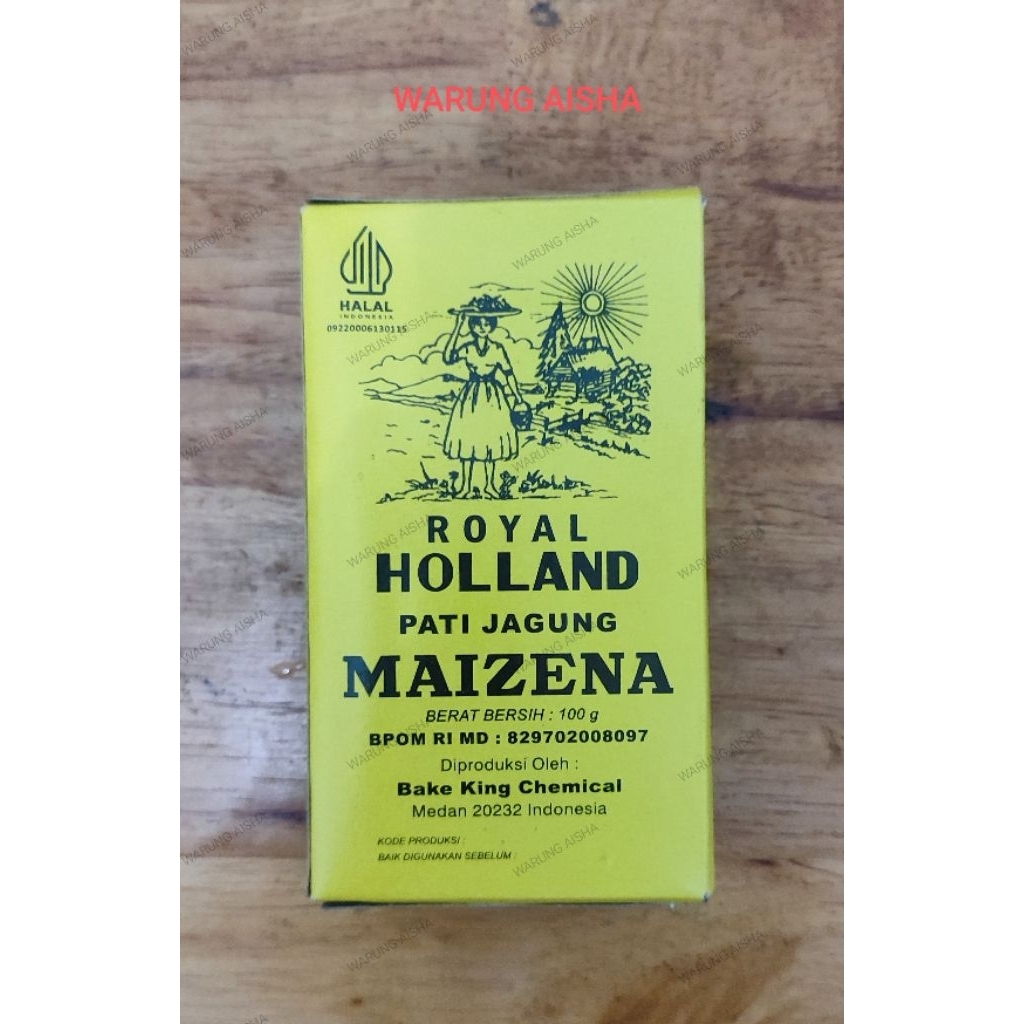 WARUNG AISHA
HALAL
INDONESIA
09220006130115
ROYAL
HOLLAND
PATI JAGUNG
MAIZENA
BERAT BERSIH : 100 g
BPOM RI MD : 829702008097
Diproduksi Oleh :
Bake King Chemical
Medan 20232 Indonesia
KODE PRODUKSI :
BAIK DIGUNAKAN SEBELUM :